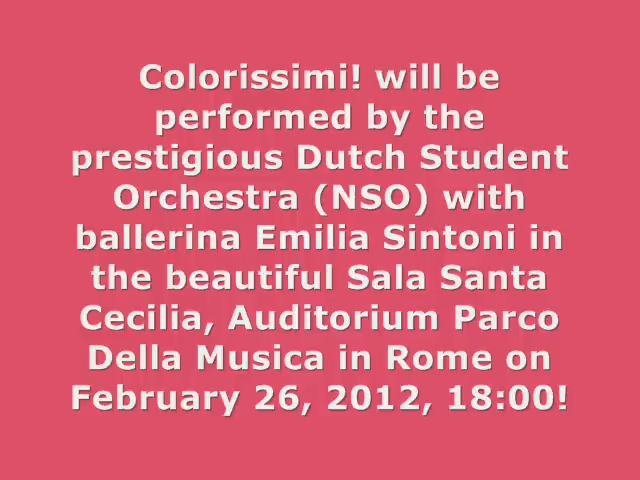 Colorissimi! will be
performed by the
prestigious Dutch Student
Orchestra (NSO) with
ballerina Emilia Sintoni in
the beautiful Sala Santa
Cecilia, Auditorium Parco
Della Musica in Rome on
February 26, 2012, 18:00!